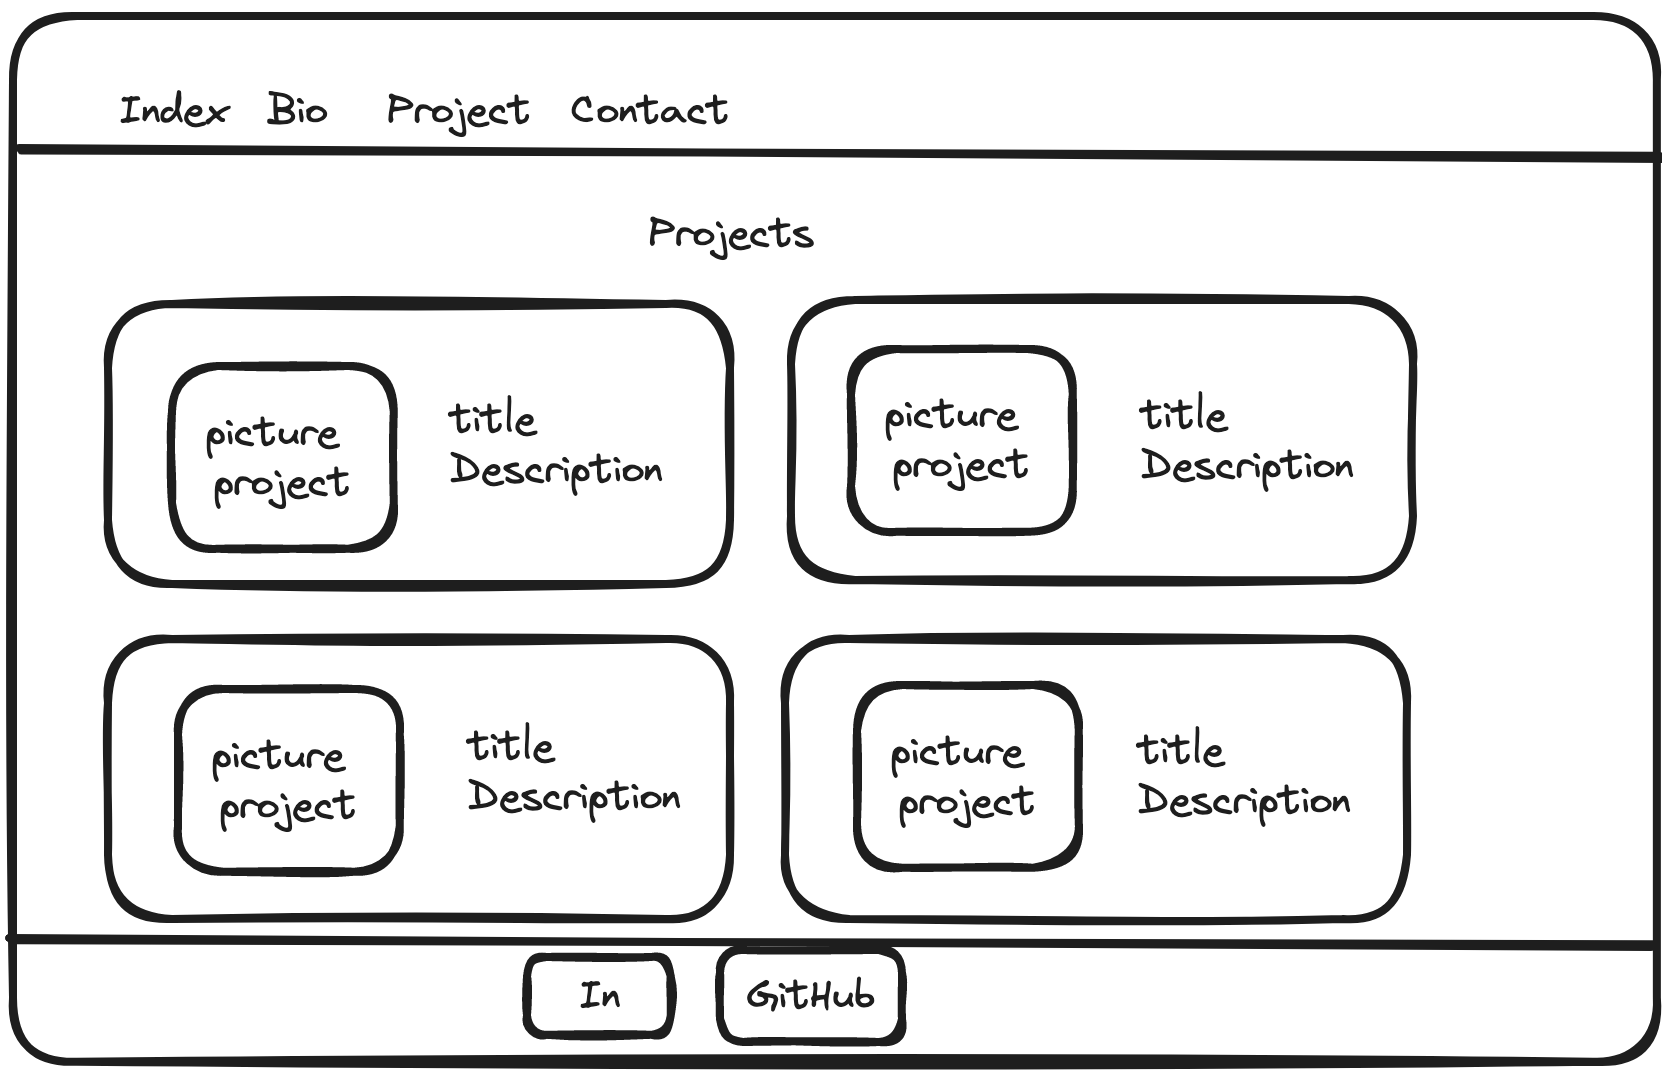 Index Bio Project Contact
Projects
picture
project
title
Description
picture
project
title
Description
picture
project
title
Description
picture
project
title
Description
In
GitHub